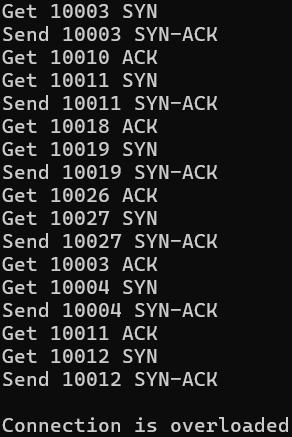 Get 10003 SYN
Send 10003 SYN-ACK
Get 10010 ACK
Get 10011 SYN
Send 10011 SYN-ACK
Get 10018 ACK
Get 10019 SYN
Send 10019 SYN-ACK
Get 10026 ACK
Get 10027 SYN
Send 10027 SYN-ACK
Get 10003 ACK
Get 10004 SYN
Send 10004 SYN-ACK
Get 10011 ACK
Get 10012 SYN
Send 10012 SYN-ACK
Connection is overloaded